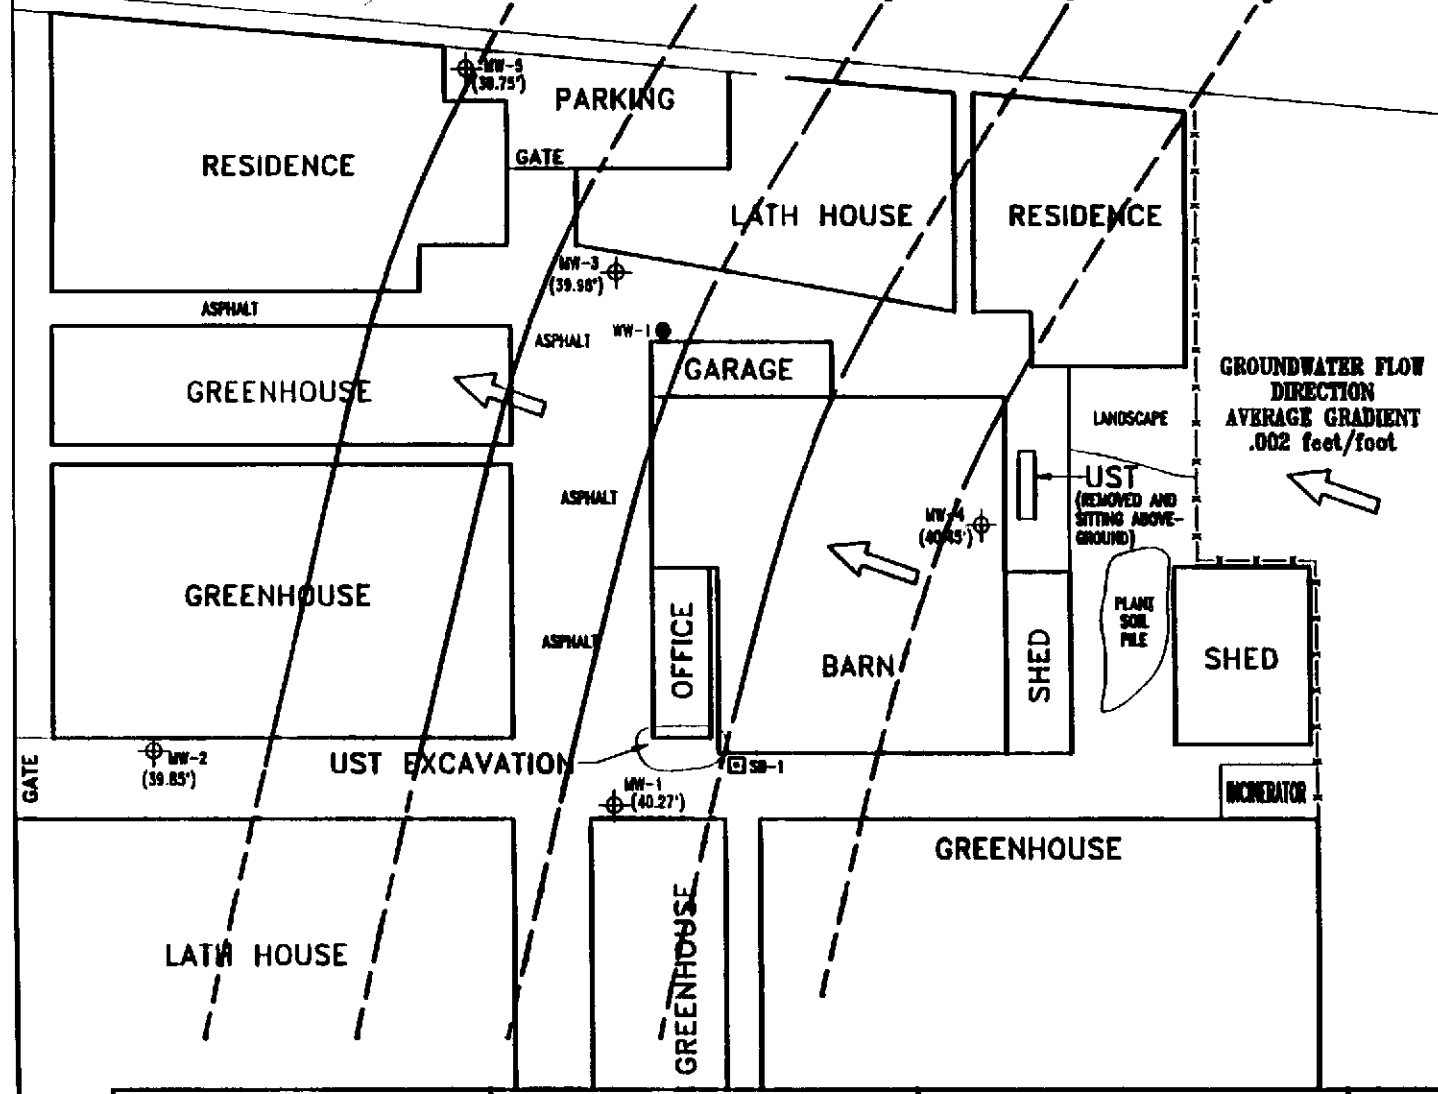 MW-5
PARKING
RESIDENCE
GATE
LATH HOUSE
RESIDENCE
MW-3
(39.98')
ASPHALT
WW-1
ASPHALT
GARAGE
GREENHOUSE
GROUNDWATER FLOW
DIRECTION
AVERAGE GRADIENT
.002 feet/foot
LANDSCAPE
UST
(REMOVED AND
SITTING ABOVE-
GROUND)
ASPHALT
MW-4
(40.45')
GREENHOUSE
PLANT
SOIL
PILE
OFFICE
ASPHALT
BARN
SHED
SHED
MW-2
(39.85')
GATE
UST EXCAVATION
SB-1
MW-1
(40.27')
INCINERATOR
GREENHOUSE
LATH HOUSE
GREENHOUSE